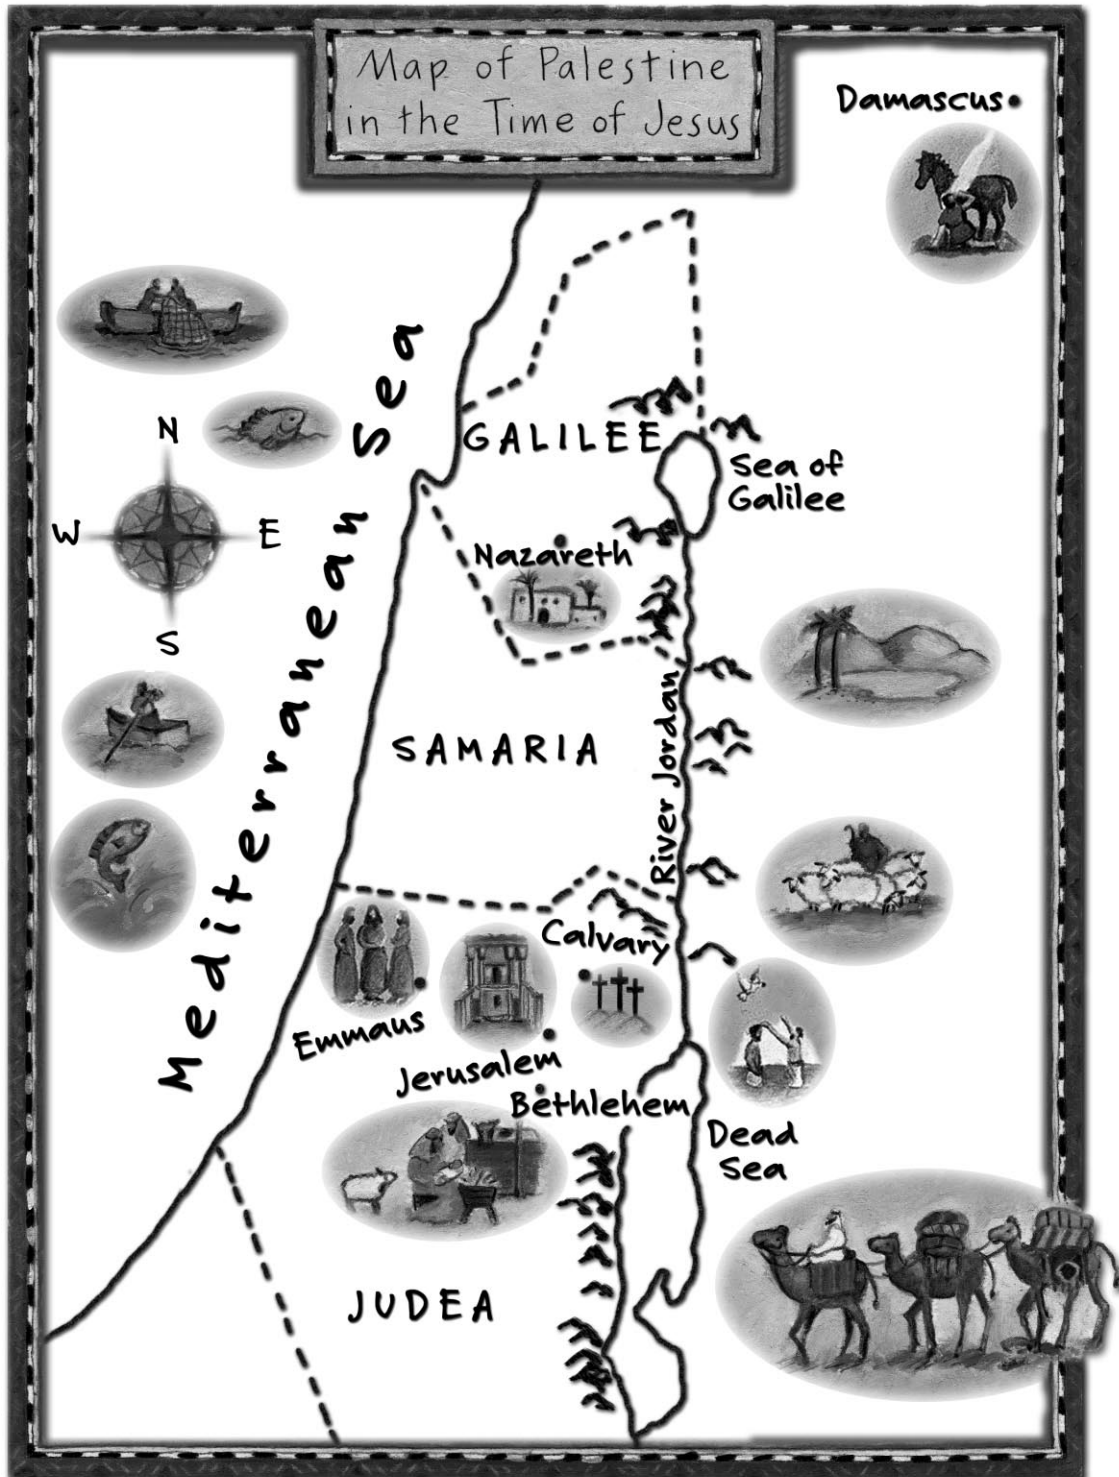 Map of Palestine
in the Time of Jesus
Damascus
Mediterranean Sea
N
W
E
S
GALILEE
Sea of
Galilee
Nazareth
River Jordan
SAMARIA
Calvary
Emmaus
Jerusalem
Bethlehem
Dead
Sea
JUDEA